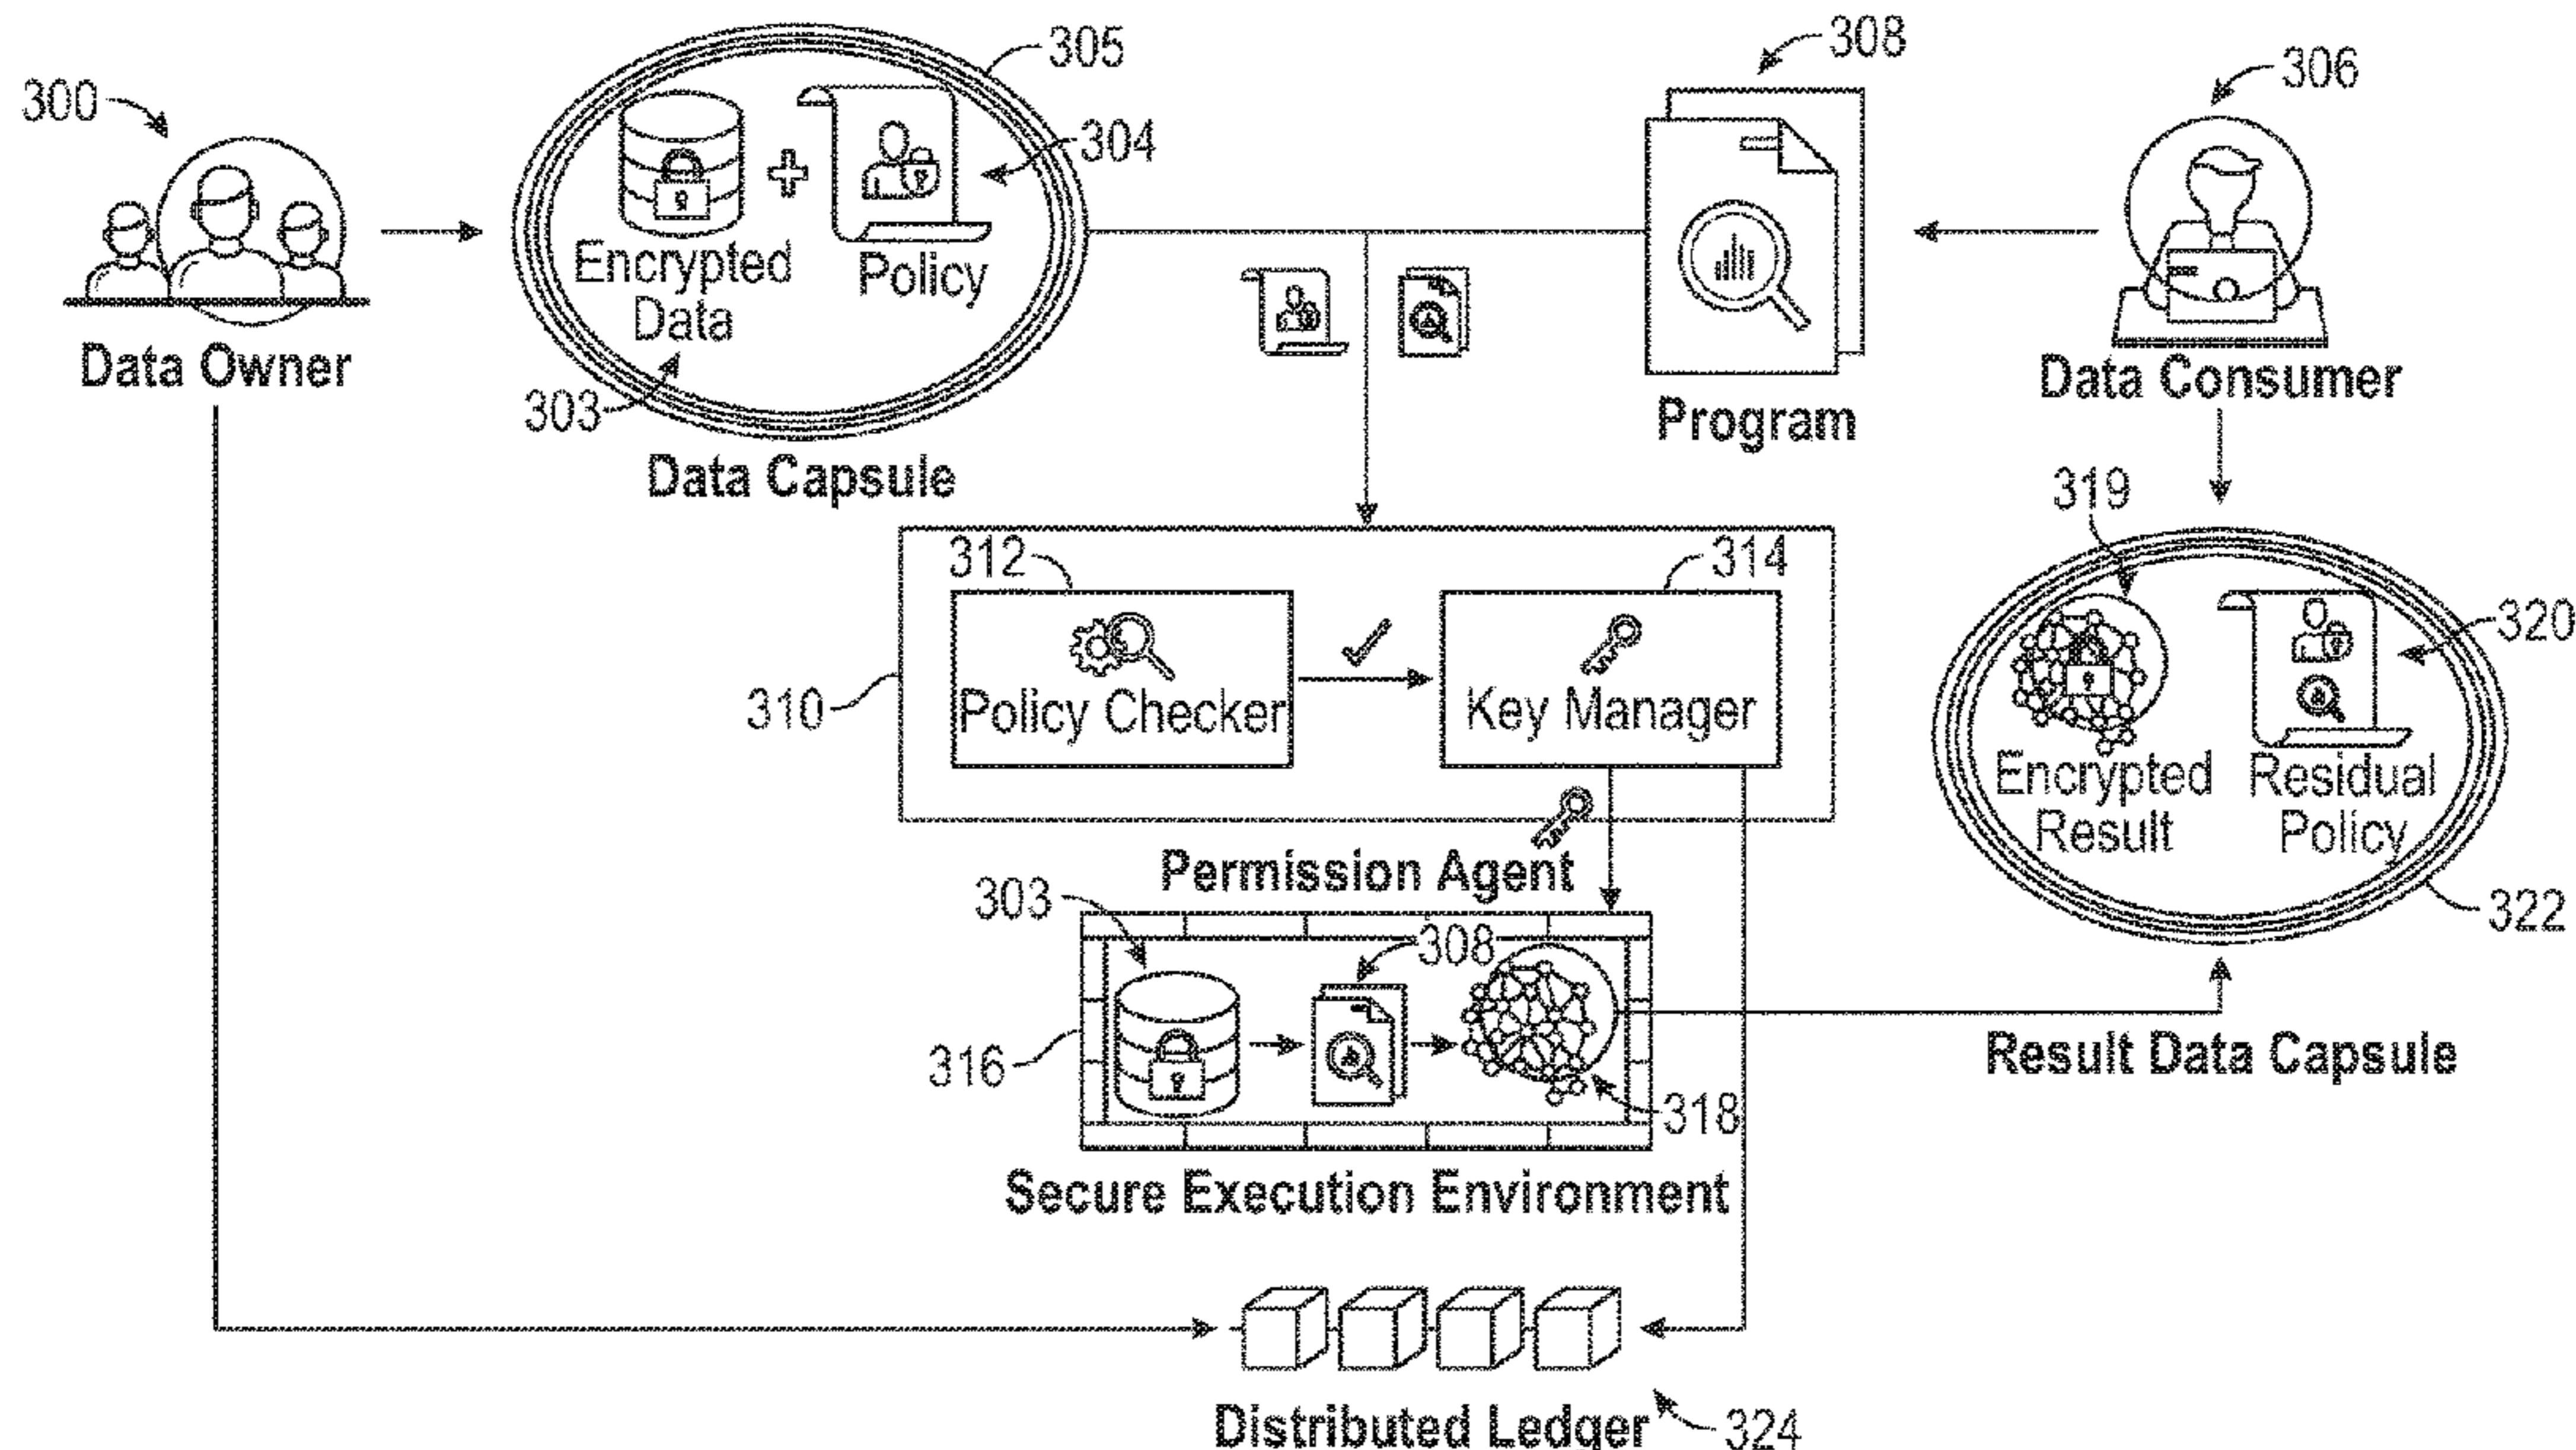 300
305
308
306
304
Encrypted
Data
Policy
303
Data Owner
Data Capsule
Program
Data Consumer
319
312
314
320
310
Policy Checker
Key Manager
Encrypted
Result
Residual
Policy
322
Permission Agent
303
308
316
318
Result Data Capsule
Secure Execution Environment
Distributed Ledger
324